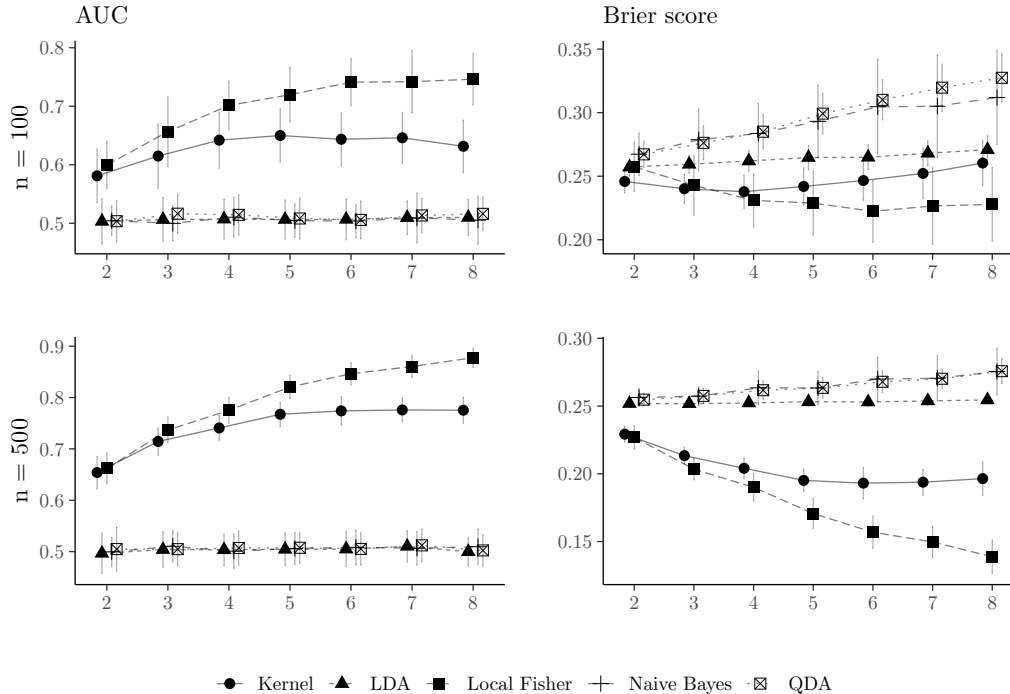 AUC
Brier score
n = 100
0.8
0.7
0.6
0.5
2 3 4 5 6 7 8
0.35
0.30
0.25
0.20
2 3 4 5 6 7 8
n = 500
0.9
0.8
0.7
0.6
0.5
2 3 4 5 6 7 8
0.30
0.25
0.20
0.15
2 3 4 5 6 7 8
Kernel LDA Local Fisher Naive Bayes QDA